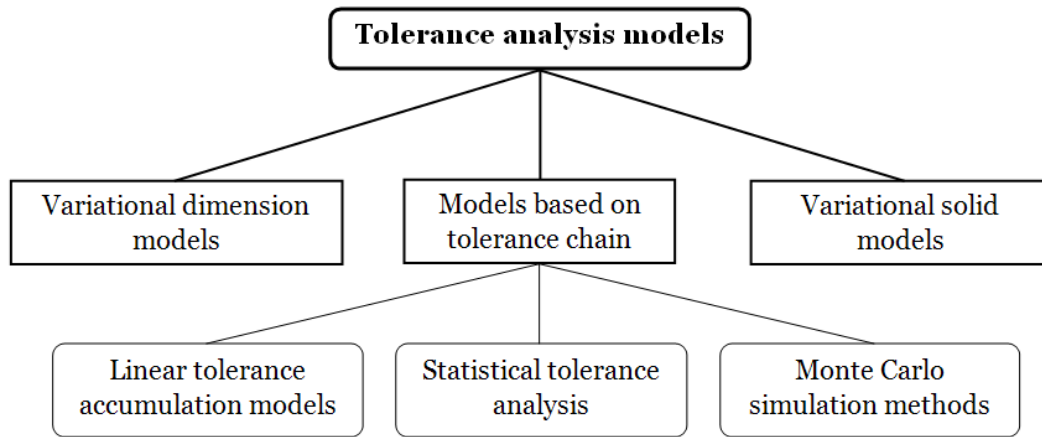 Tolerance analysis models
Variational dimension
models
Models based on
tolerance chain
Variational solid
models
Linear tolerance
accumulation models
Statistical tolerance
analysis
Monte Carlo
simulation methods